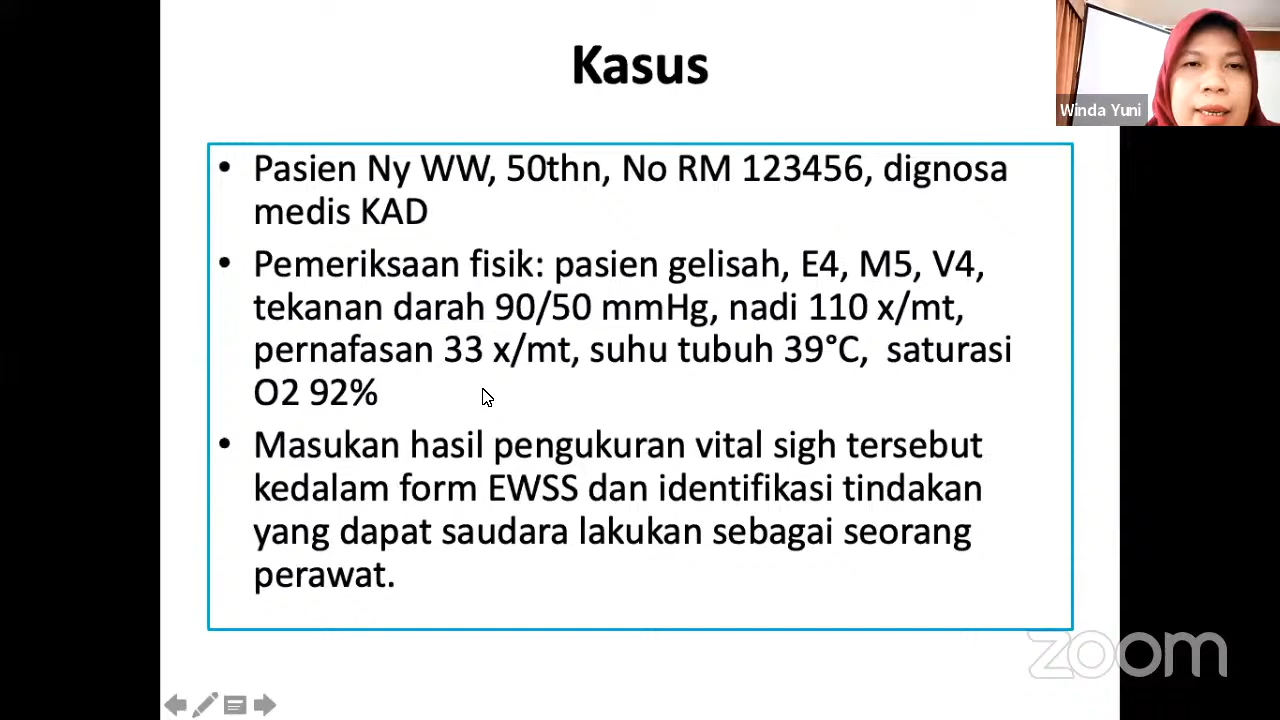 Kasus
Winda Yuni
• Pasien Ny WW, 50thn, No RM 123456, dignosa
medis KAD
• Pemeriksaan fisik: pasien gelisah, E4, M5, V4,
tekanan darah 90/50 mmHg, nadi 110 x/mt,
pernafasan 33 x/mt, suhu tubuh 39°C,  saturasi
O2 92%
• Masukan hasil pengukuran vital sigh tersebut
kedalam form EWSS dan identifikasi tindakan
yang dapat saudara lakukan sebagai seorang
perawat.
zoom